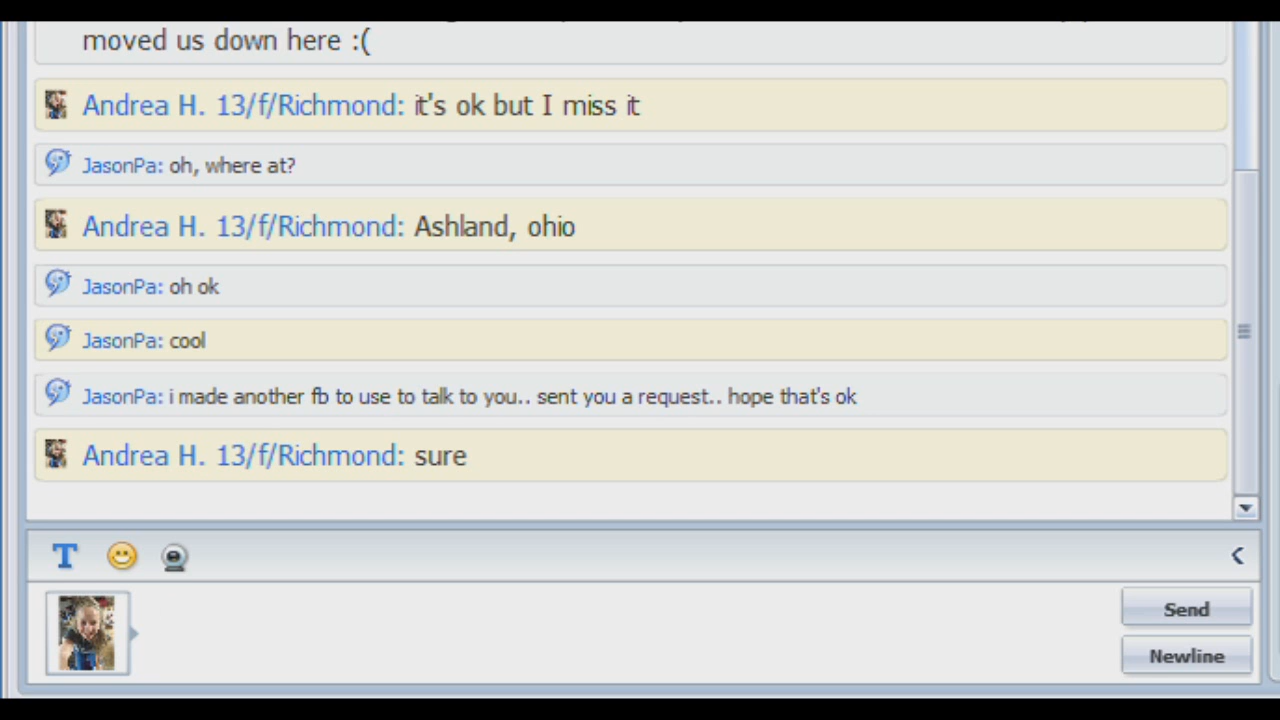 moved us down here :(
Andrea H. 13/f/Richmond: it's ok but I miss it
JasonPa: oh, where at?
Andrea H. 13/f/Richmond: Ashland, ohio
JasonPa: oh ok
JasonPa: cool
JasonPa: i made another fb to use to talk to you.. sent you a request.. hope that's ok
Andrea H. 13/f/Richmond: sure
T
Send
Newline